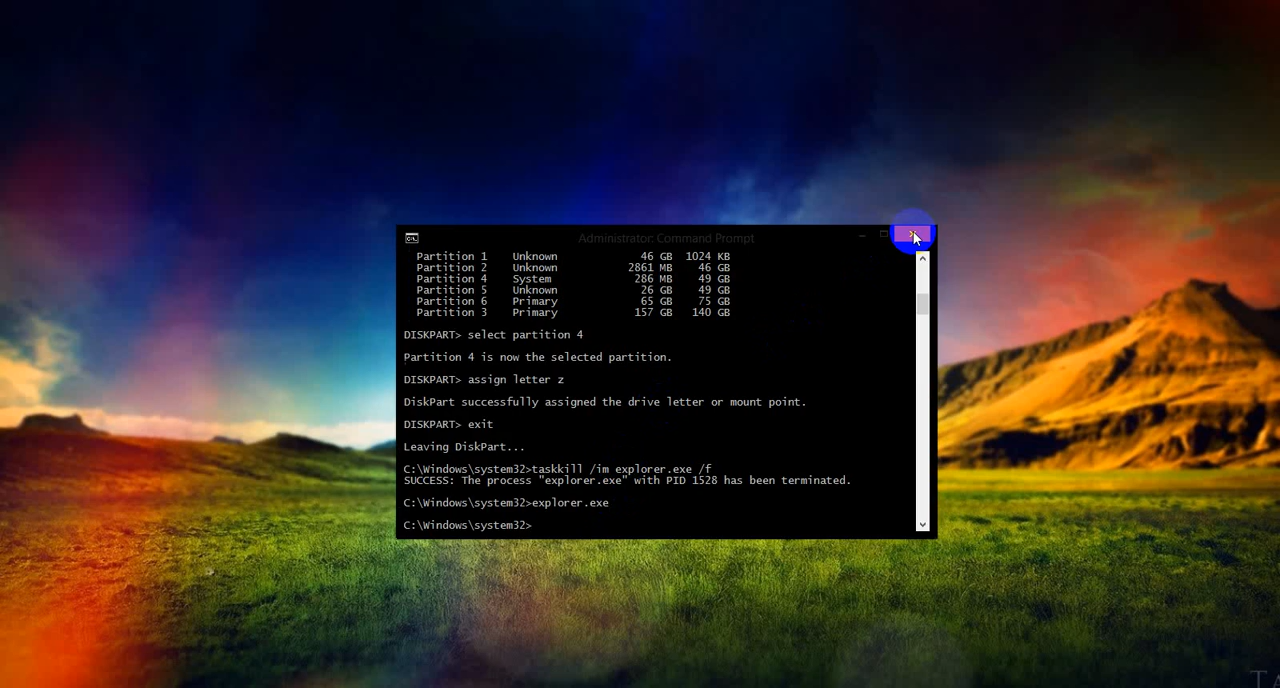 Administrator: Command Prompt
Partition 1 Unknown 46 GB 1024 KB
Partition 2 Unknown 2861 MB 46 GB
Partition 4 System 286 MB 49 GB
Partition 5 Unknown 26 GB 49 GB
Partition 6 Primary 65 GB 75 GB
Partition 3 Primary 157 GB 140 GB
DISKPART> select partition 4
Partition 4 is now the selected partition.
DISKPART> assign letter z
DiskPart successfully assigned the drive letter or mount point.
DISKPART> exit
Leaving DiskPart...
C:\Windows\system32>taskkill /im explorer.exe /f
SUCCESS: The process "explorer.exe" with PID 1528 has been terminated.
C:\Windows\system32>explorer.exe
C:\Windows\system32>